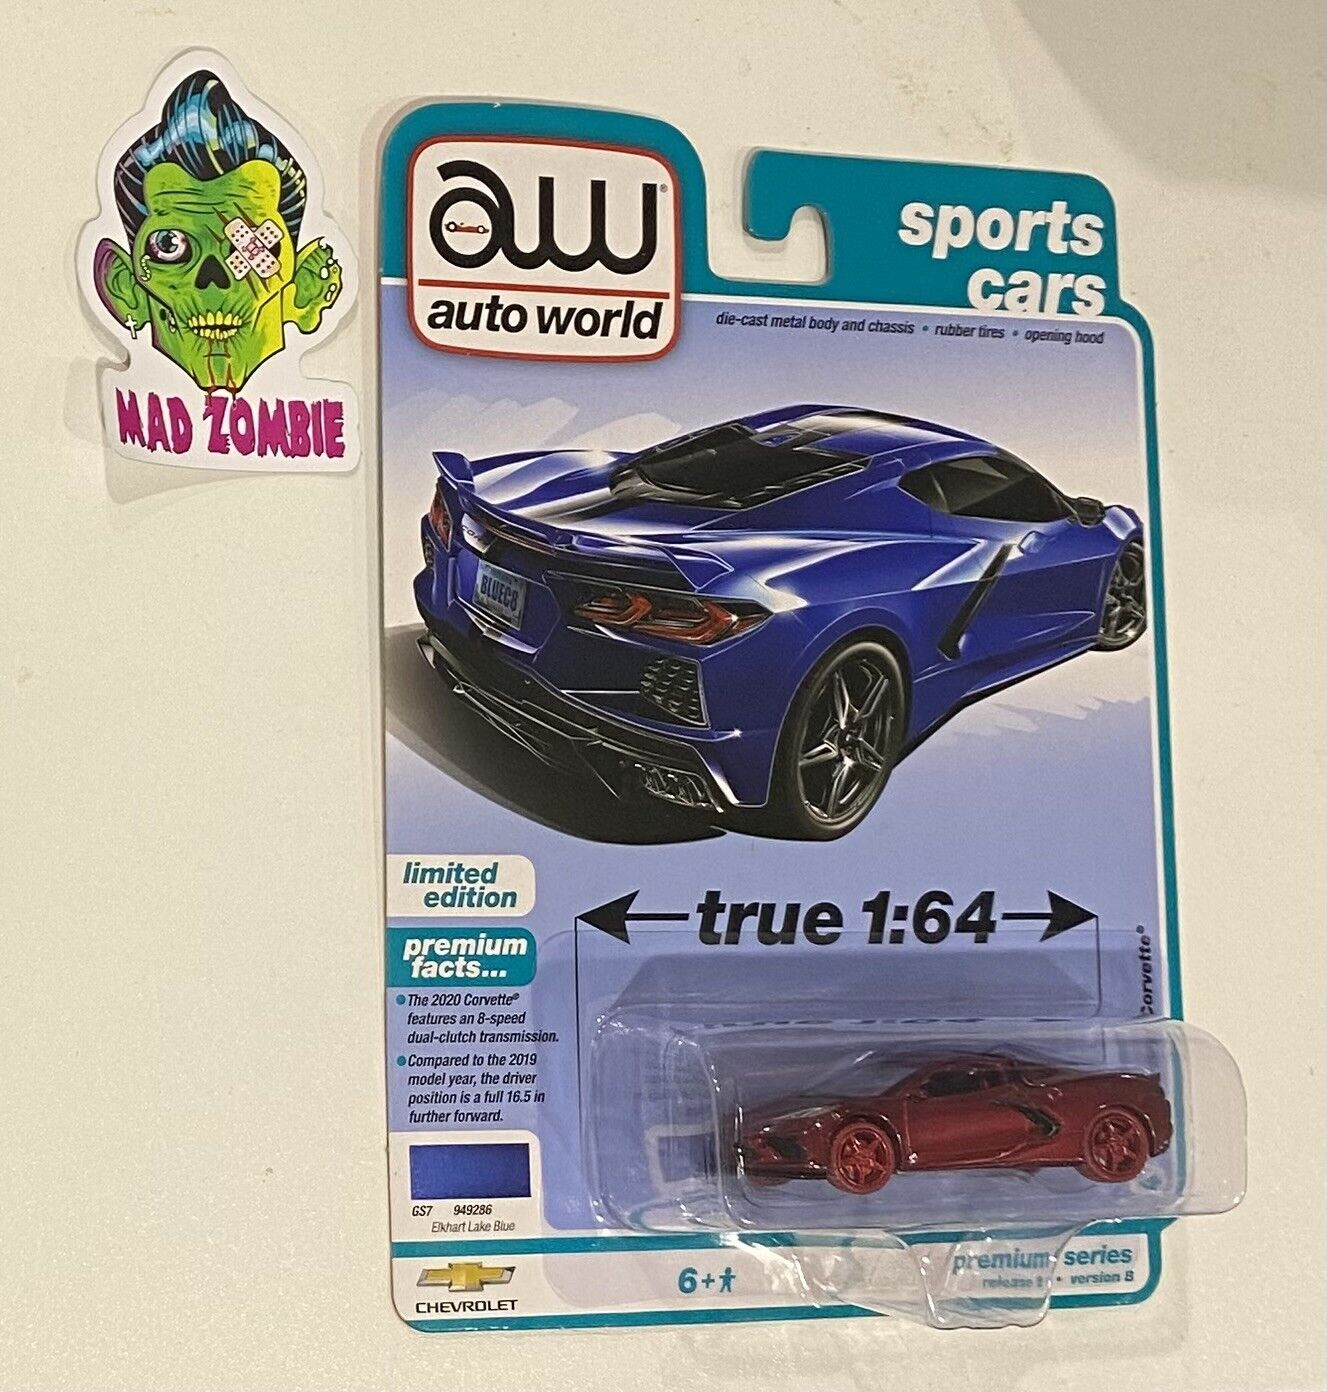 MAD ZOMBIE
aw®
auto world
sports
cars
die-cast metal body and chassis • rubber tires • opening hood
BLUEC8
limited
edition
true 1:64
premium
facts...
• The 2020 Corvette®
features an 8-speed
dual-clutch transmission.
• Compared to the 2019
model year, the driver
position is a full 16.5 in
further forward.
Corvette®
GS7 949286
Elkhart Lake Blue
CHEVROLET
6+
premium series
release • version B